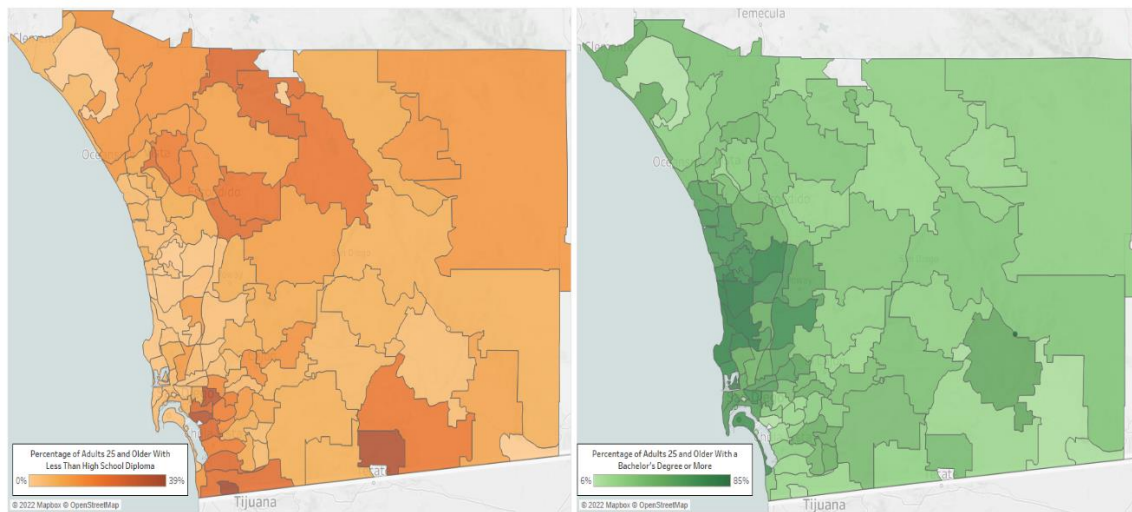 Temecula
Percentage of Adults 25 and Older With
Less Than High School Diploma
0%
39%
© 2022 Mapbox © OpenStreetMap
Tijuana
Percentage of Adults 25 and Older With a
Bachelor's Degree or More
6%
85%
© 2022 Mapbox © OpenStreetMap
Tijuana